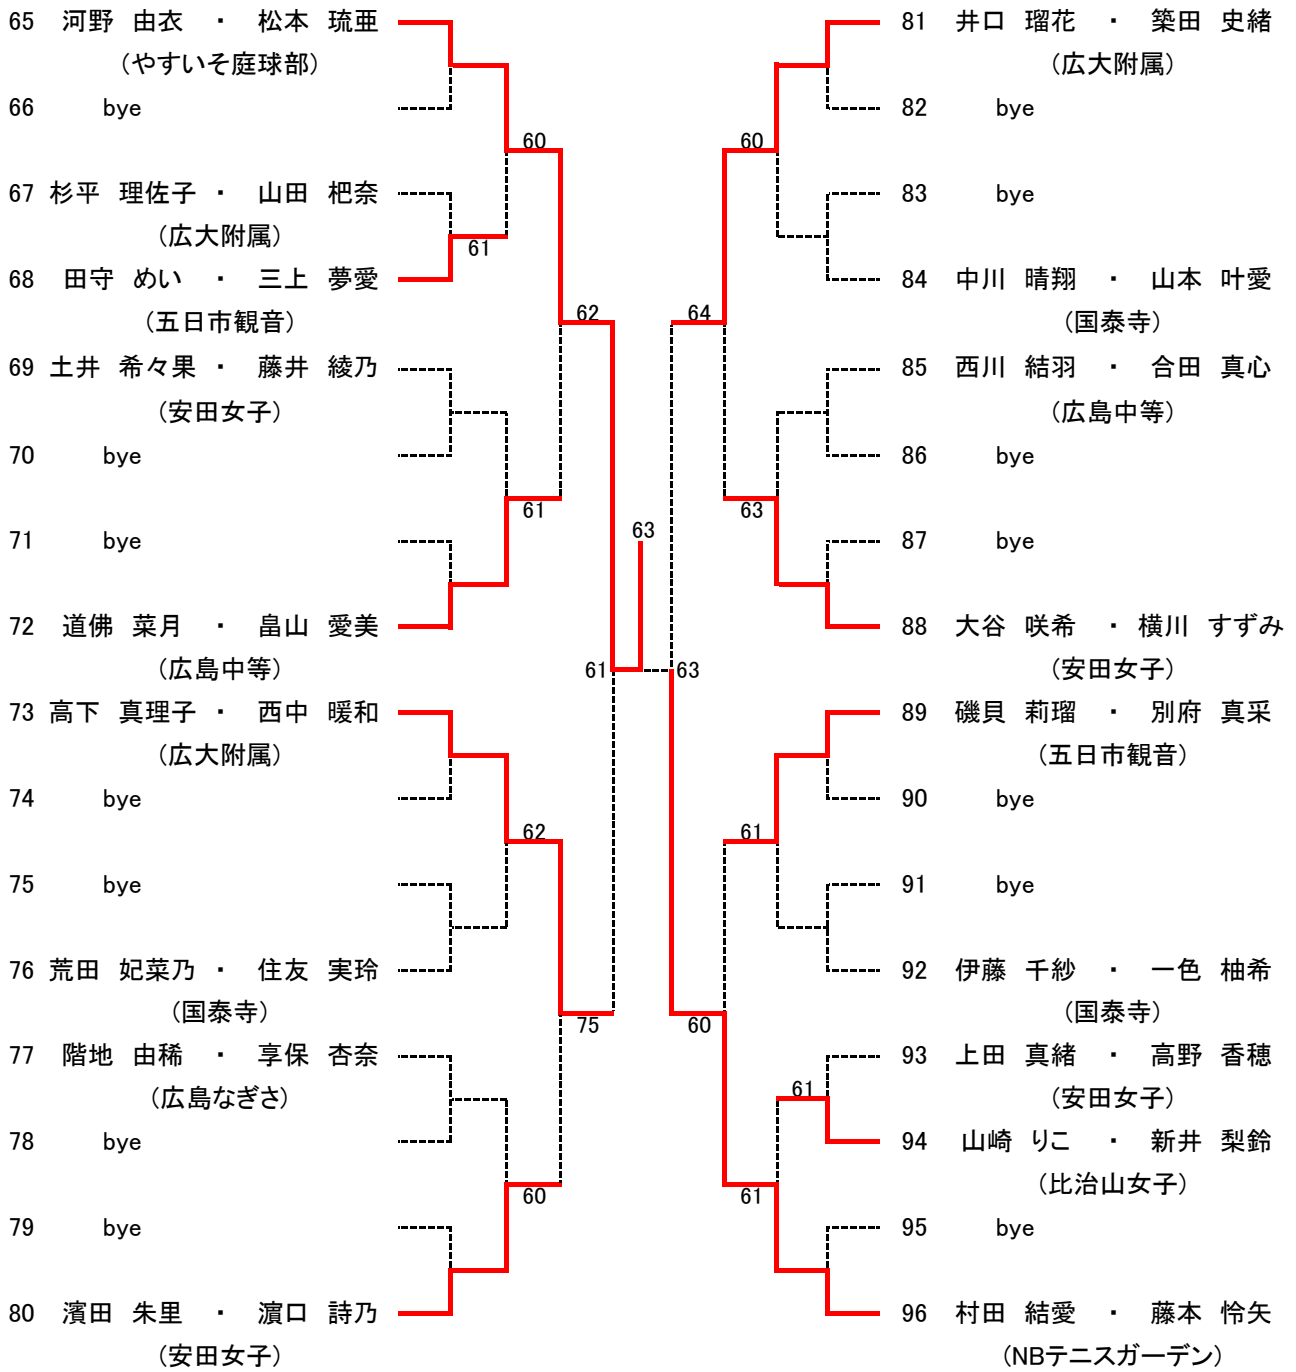 65 河野 由衣 ・ 松本 琉亜
(やすいそ庭球部)
66 bye
60
67 杉平 理佐子 ・ 山田 杷奈
(広大附属)
61
68 田守 めい ・ 三上 夢愛
(五日市観音)
62
69 土井 希々果 ・ 藤井 綾乃
(安田女子)
70 bye
61
71 bye
72 道佛 菜月 ・ 畠山 愛美
(広島中等)
61
73 高下 真理子 ・ 西中 暖和
(広大附属)
74 bye
62
75 bye
76 荒田 妃菜乃 ・ 住友 実玲
(国泰寺)
75
77 階地 由稀 ・ 享保 杏奈
(広島なぎさ)
78 bye
60
79 bye
80 濱田 朱里 ・ 濵口 詩乃
(安田女子)
63
81 井口 瑠花 ・ 築田 史緒
(広大附属)
82 bye
60
83 bye
84 中川 晴翔 ・ 山本 叶愛
(国泰寺)
64
85 西川 結羽 ・ 合田 真心
(広島中等)
86 bye
63
87 bye
88 大谷 咲希 ・ 横川 すずみ
(安田女子)
63
89 磯貝 莉瑠 ・ 別府 真采
(五日市観音)
90 bye
61
91 bye
92 伊藤 千紗 ・ 一色 柚希
(国泰寺)
60
93 上田 真緒 ・ 高野 香穂
(安田女子)
61
94 山崎 りこ ・ 新井 梨鈴
(比治山女子)
61
95 bye
96 村田 結愛 ・ 藤本 怜矢
(NBテニスガーデン)